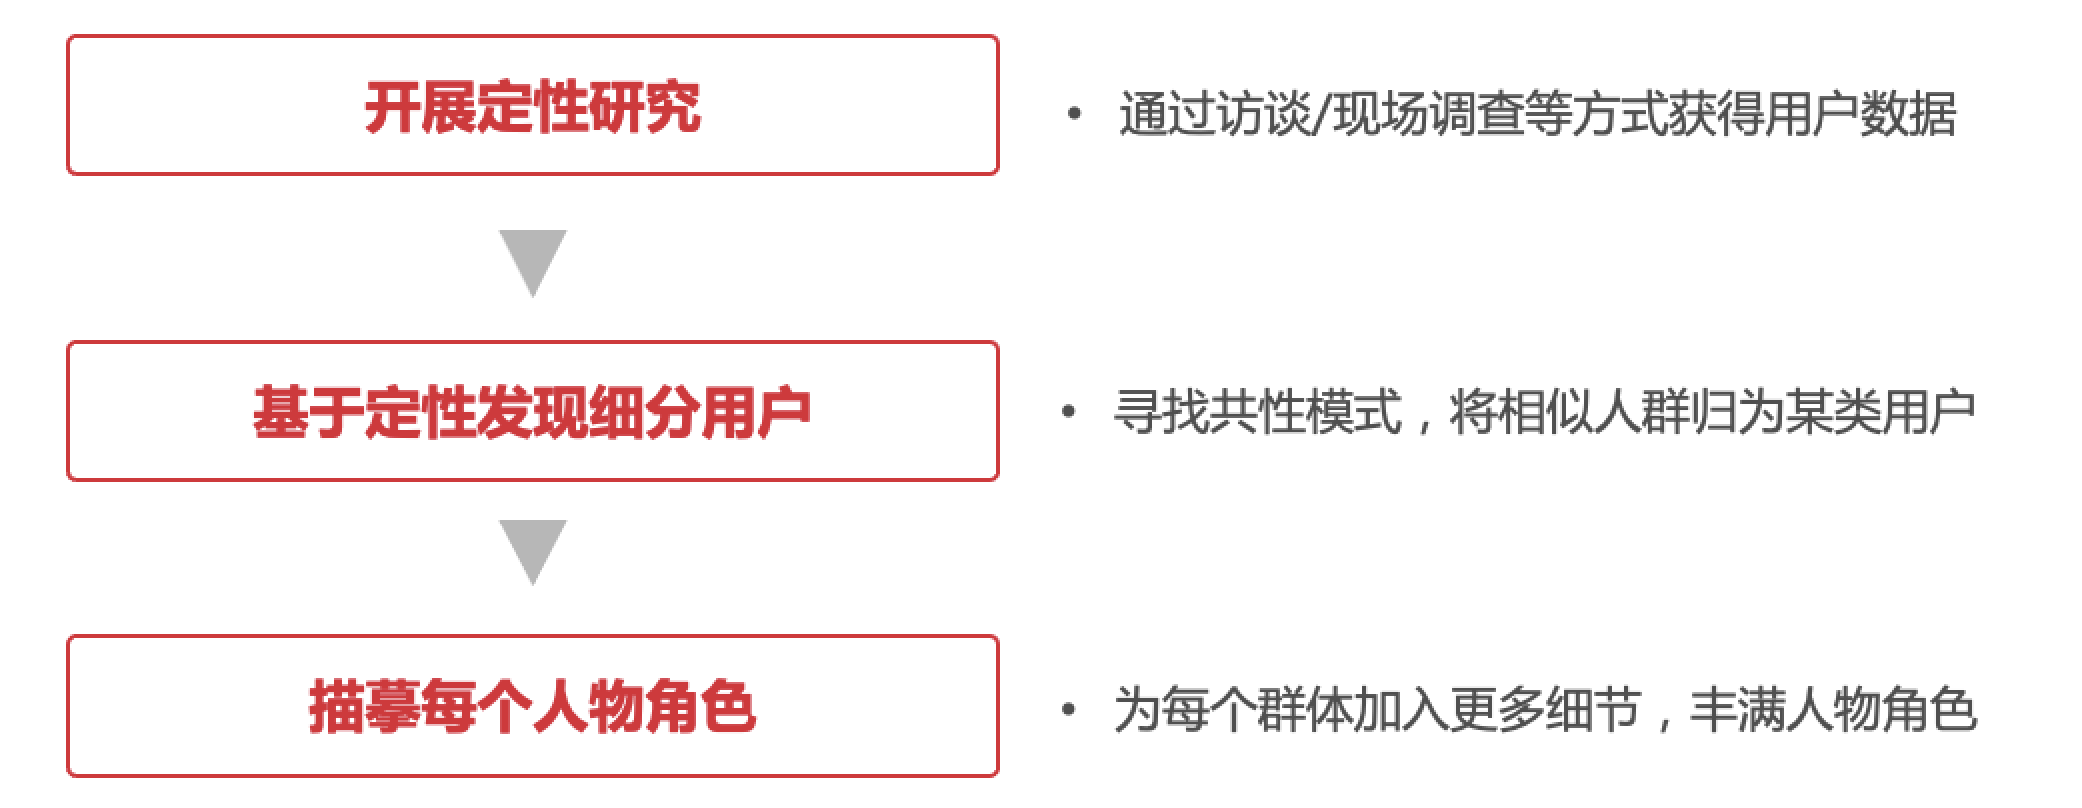 开展定性研究
• 通过访谈/现场调查等方式获得用户数据
基于定性发现细分用户
• 寻找共性模式，将相似人群归为某类用户
描摹每个人物角色
• 为每个群体加入更多细节，丰满人物角色